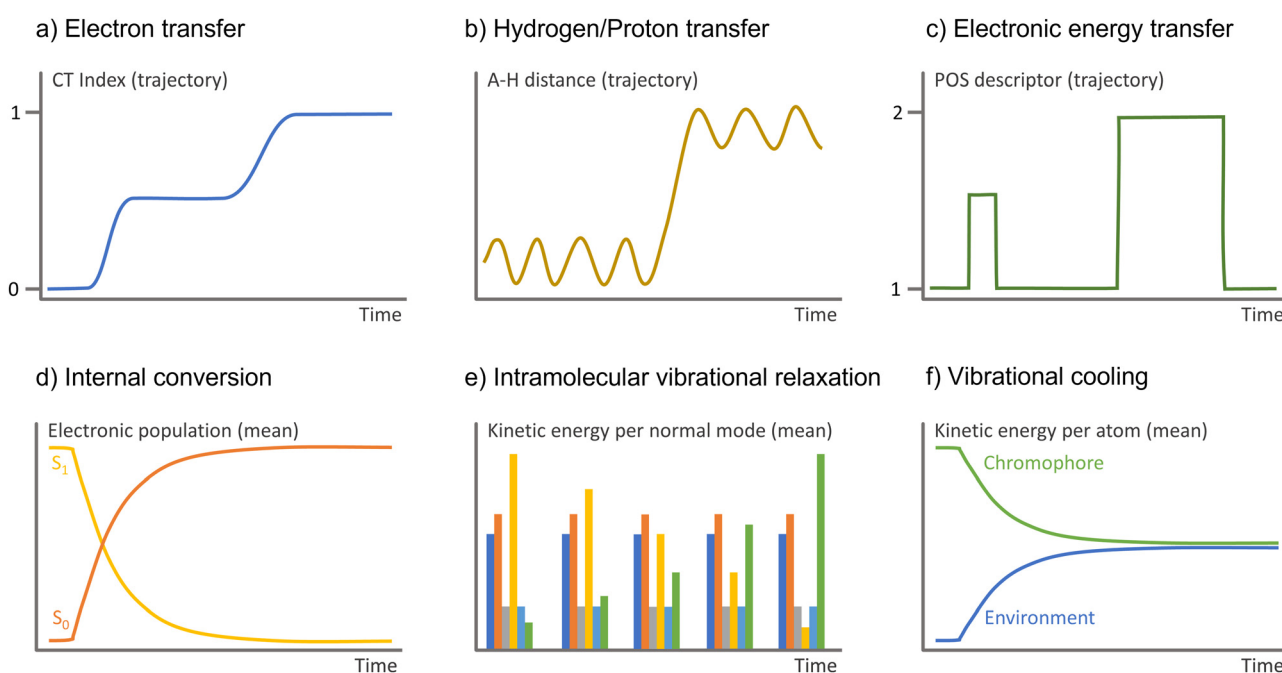 a) Electron transfer
CT Index (trajectory)
1
0
Time
b) Hydrogen/Proton transfer
A-H distance (trajectory)
Time
c) Electronic energy transfer
POS descriptor (trajectory)
2
1
Time
d) Internal conversion
Electronic population (mean)
S₁
S₀
Time
e) Intramolecular vibrational relaxation
Kinetic energy per normal mode (mean)
Time
f) Vibrational cooling
Kinetic energy per atom (mean)
Chromophore
Environment
Time